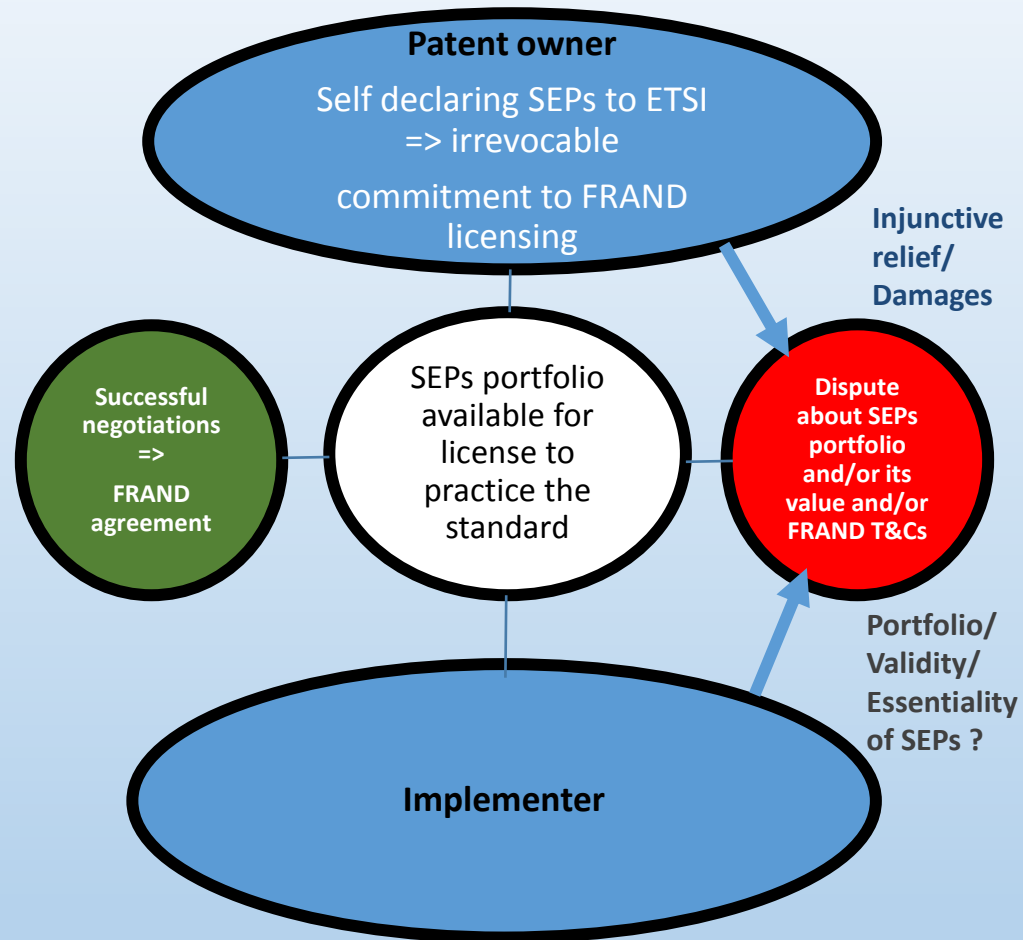 Patent owner
Self declaring SEPs to ETSI
=> irrevocable
commitment to FRAND
licensing
Injunctive
relief/
Damages
Successful
negotiations
=>
FRAND
agreement
SEPs portfolio
available for
license to
practice the
standard
Dispute
about SEPs
portfolio
and/or its
value and/or
FRAND T&Cs
Portfolio/
Validity/
Essentiality
of SEPs ?
Implementer